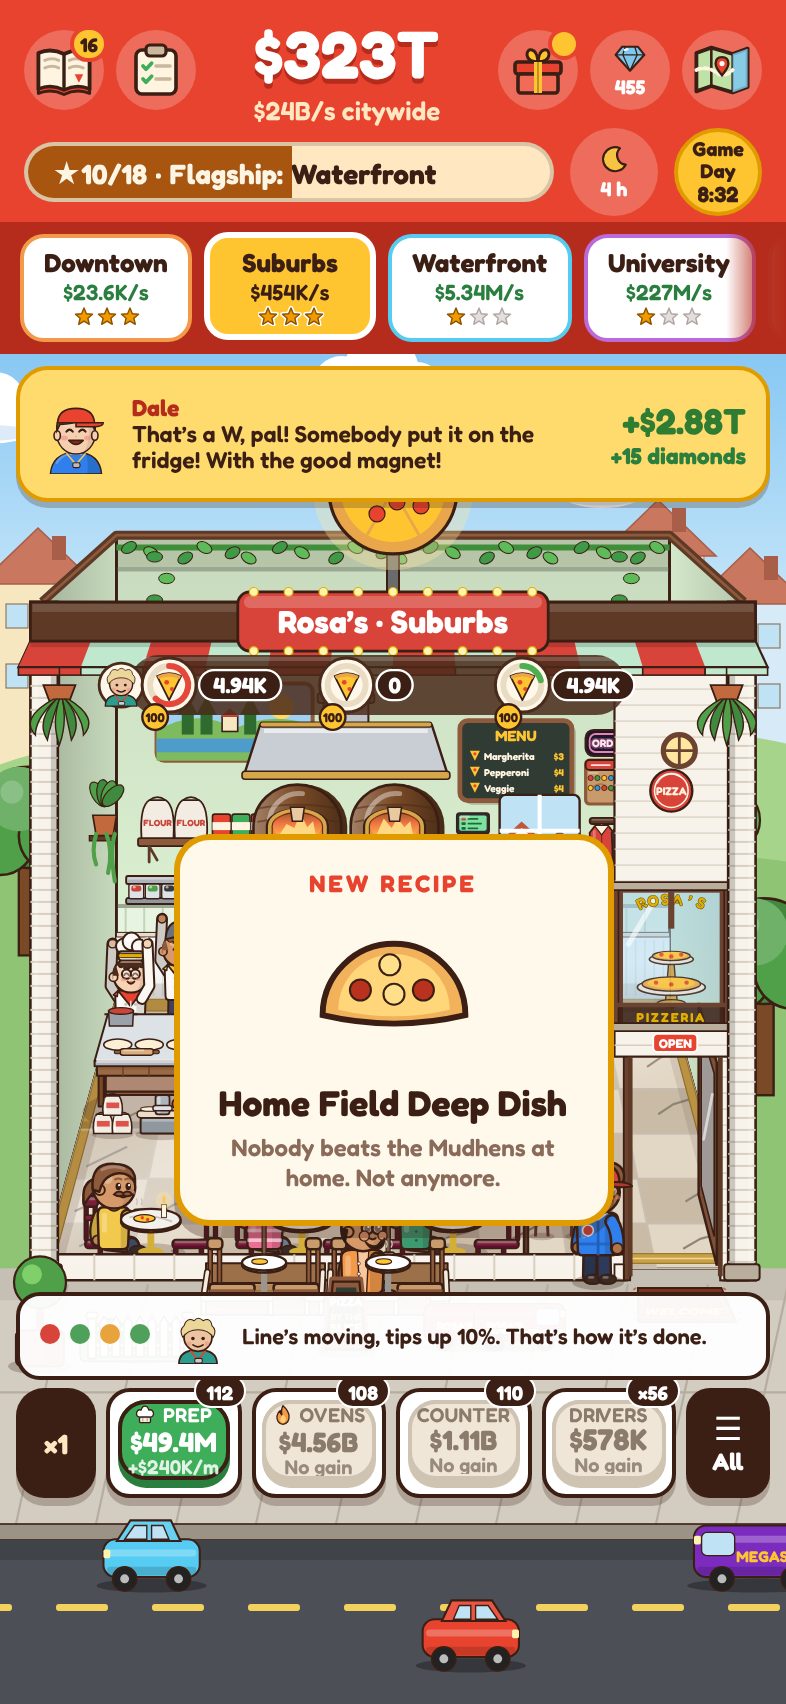 16
$323T
$24B/s citywide
455
★10/18 · Flagship: Waterfront
4 h
Game
Day
8:32
Downtown
$23.6K/s
Suburbs
$454K/s
Waterfront
$5.34M/s
University
$227M/s
Dale
That's a W, pal! Somebody put it on the
fridge! With the good magnet!
+$2.88T
+15 diamonds
Rosa's · Suburbs
4.94K
0
4.94K
100
100
100
MENU
Margherita $3
Pepperoni $4
Veggie $4
ORD
PIZZA
FLOUR
FLOUR
ROSA'S
PIZZERIA
OPEN
NEW RECIPE
Home Field Deep Dish
Nobody beats the Mudhens at
home. Not anymore.
PIZZA
WELCOME
Line's moving, tips up 10%. That's how it's done.
x1
112
PREP
$49.4M
+$240K/m
108
OVENS
$4.56B
No gain
110
COUNTER
$1.11B
No gain
x56
DRIVERS
$578K
No gain
All
MEGAS